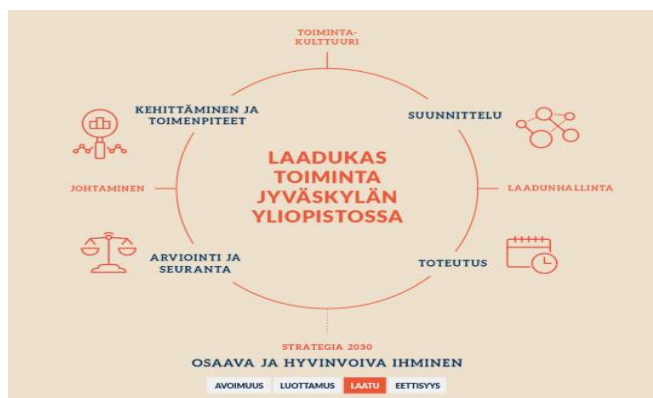 TOIMINTA-
KULTTUURI
KEHITTÄMINEN JA
TOIMENPITEET
SUUNNITTELU
LAADUKAS
TOIMINTA
JYVÄSKYLÄN
YLIOPISTOSSA
JOHTAMINEN
LAADUNHALLINTA
ARVIOINTI JA
SEURANTA
TOTEUTUS
STRATEGIA 2030
OSAAVA JA HYVINVOIVA IHMINEN
AVOIMUUS LUOTTAMUS LAATU EETTISYYS